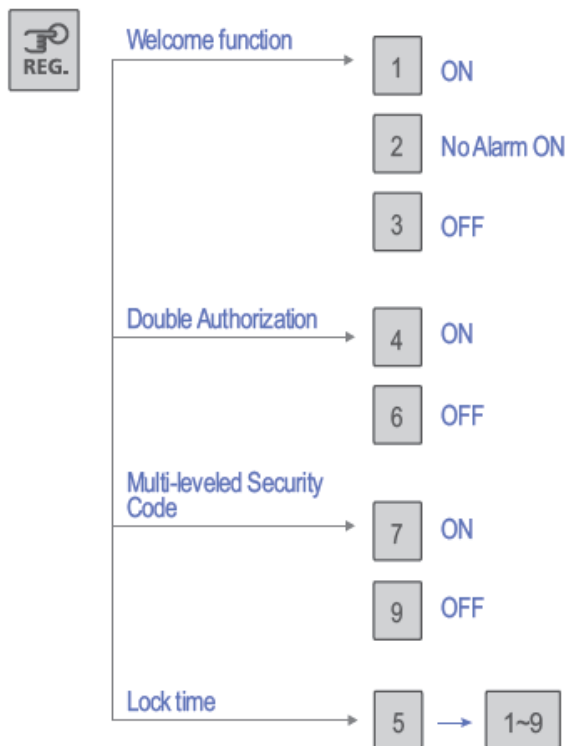 REG.
Welcome function
1 ON
2 No Alarm ON
3 OFF
Double Authorization
4 ON
6 OFF
Multi-leveled Security
Code
7 ON
9 OFF
Lock time
5 → 1~9